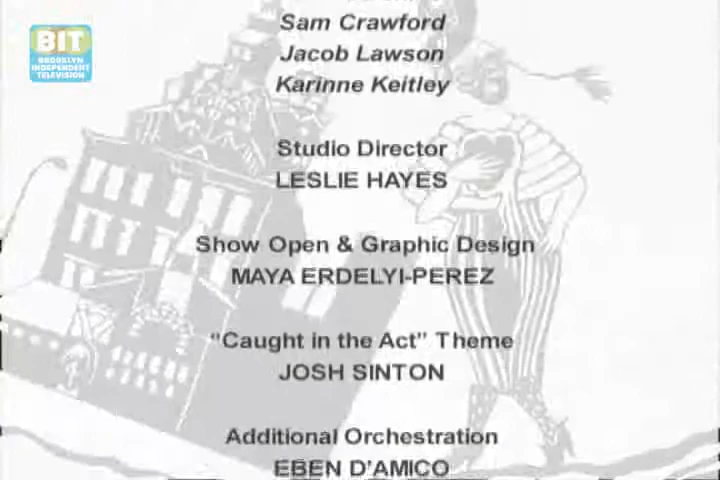 Sam Crawford
BIT
BROOKLYN
INDEPENDENT
TELEVISION
Jacob Lawson
Karinne Keitley
Studio Director
LESLIE HAYES
Show Open & Graphic Design
MAYA ERDELYI-PEREZ
“Caught in the Act” Theme
JOSH SINTON
Additional Orchestration
EBEN D'AMICO